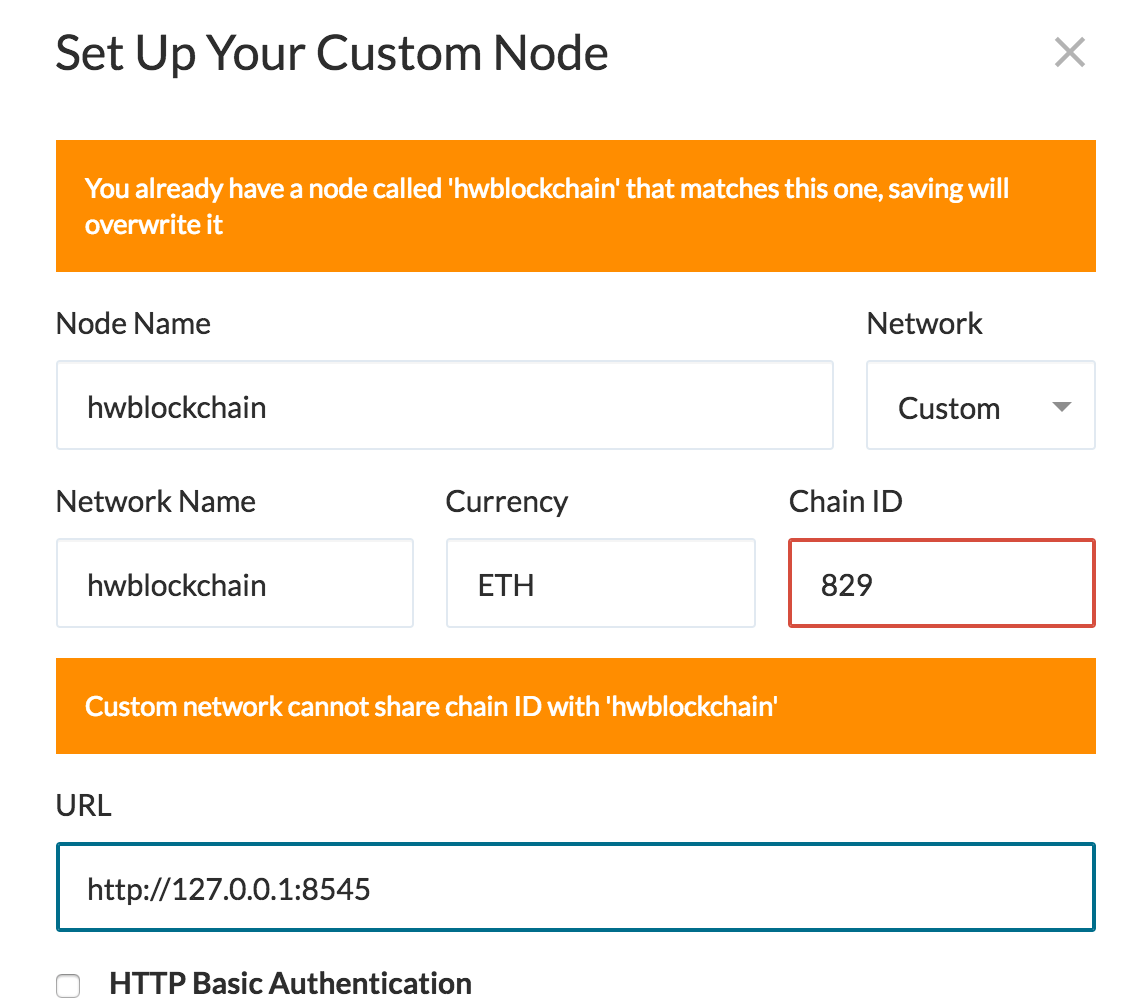 Set Up Your Custom Node
You already have a node called 'hwblockchain' that matches this one, saving will
overwrite it
Node Name
Network
hwblockchain
Custom
Network Name
Currency
Chain ID
hwblockchain
ETH
829
Custom network cannot share chain ID with 'hwblockchain'
URL
http://127.0.0.1:8545
HTTP Basic Authentication